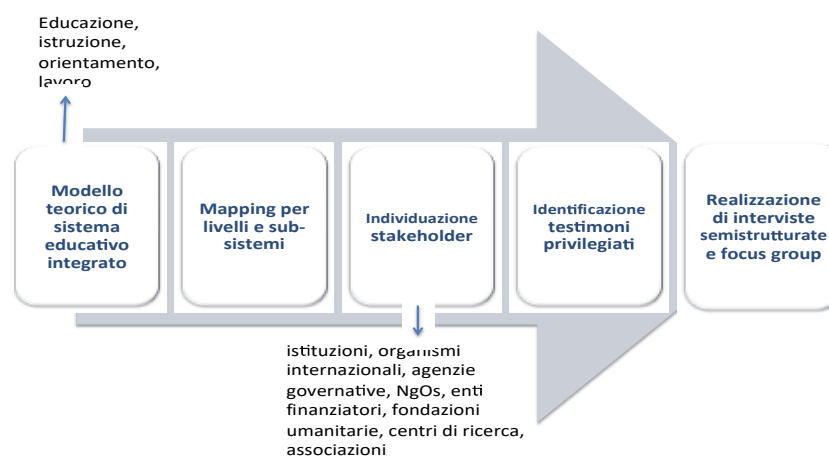 Educazione,
istruzione,
orientamento,
lavoro
Modello
teorico di
sistema
educativo
integrato
Mapping per
livelli e sub-
sistemi
Individuazione
stakeholder
Identificazione
testimoni
privilegiati
Realizzazione
di interviste
semistrutturate
e focus group
istituzioni, organismi
internazionali, agenzie
governative, NgOs, enti
finanziatori, fondazioni
umanitarie, centri di ricerca,
associazioni